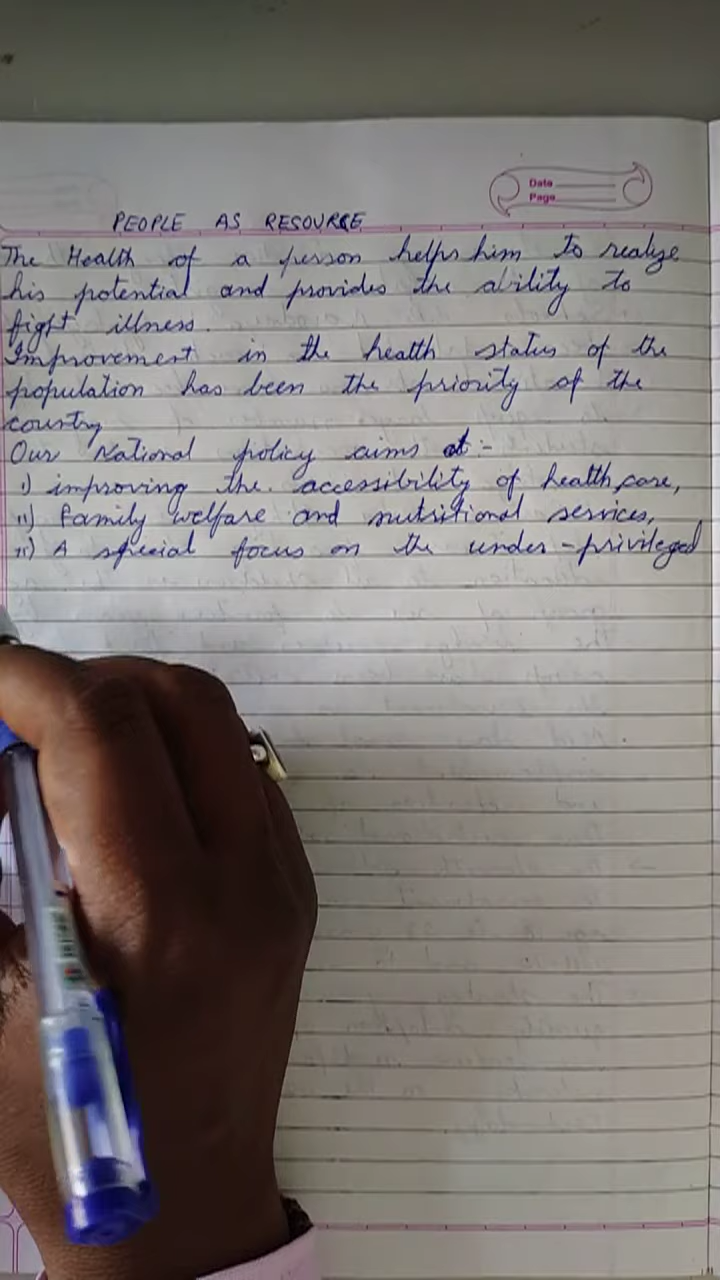 Date
Page
PEOPLE AS RESOURCE
The Health of a person helps him to realize
his potential and provides the ability to
fight illness.
Improvement in the health status of the
population has been the priority of the
country
Our National policy aims at :-
i) improving the accessibility of health care,
ii) Family welfare and nutritional services,
iii) A special focus on the under-privileged